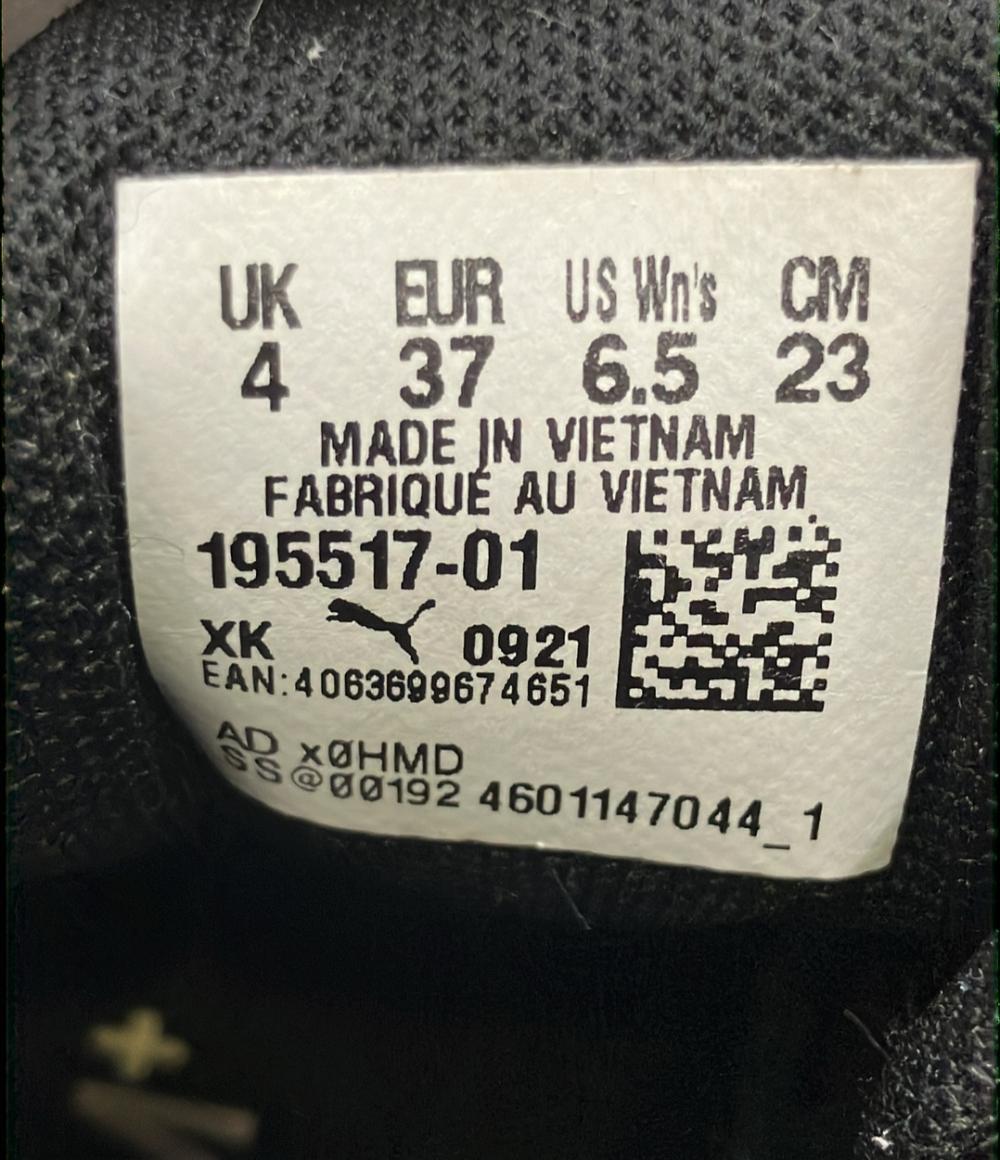 UK EUR US Wn's CM
4 37 6.5 23
MADE IN VIETNAM
FABRIQUÉ AU VIETNAM
195517-01
XK 0921
EAN:4063699674651
AD xØHMD
SS@00192 4601147044_1